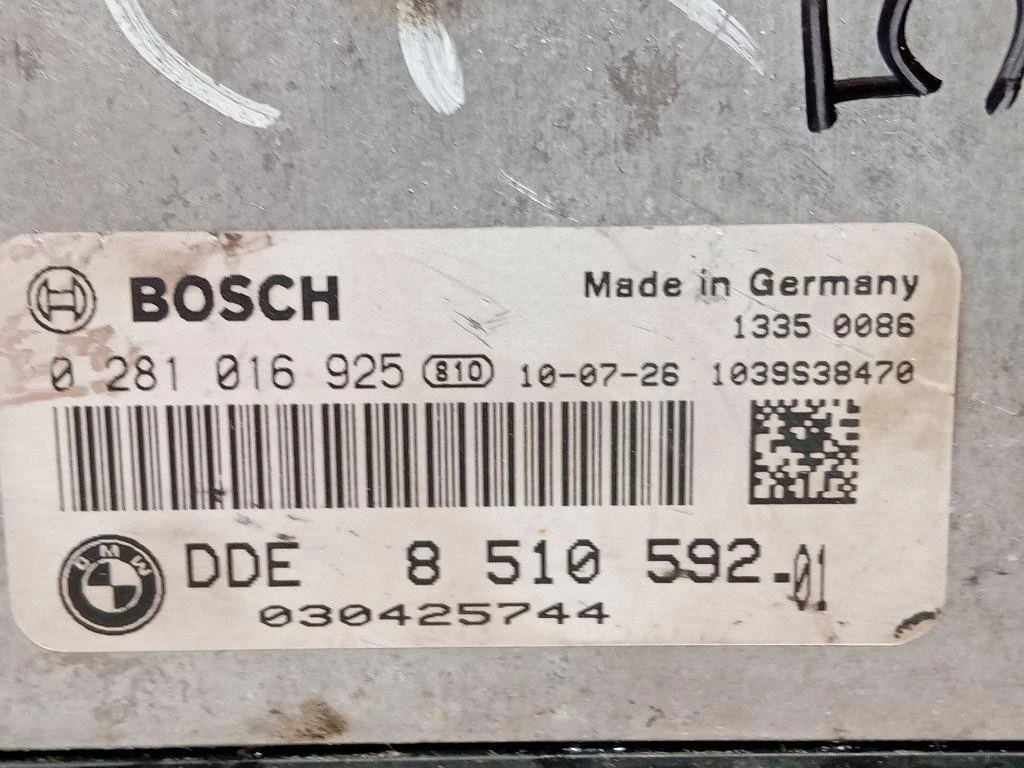 BOSCH
Made in Germany
1335 0086
0 281 016 925 810 10-07-26 1039S38470
BMW
DDE 8 510 592.01
030425744